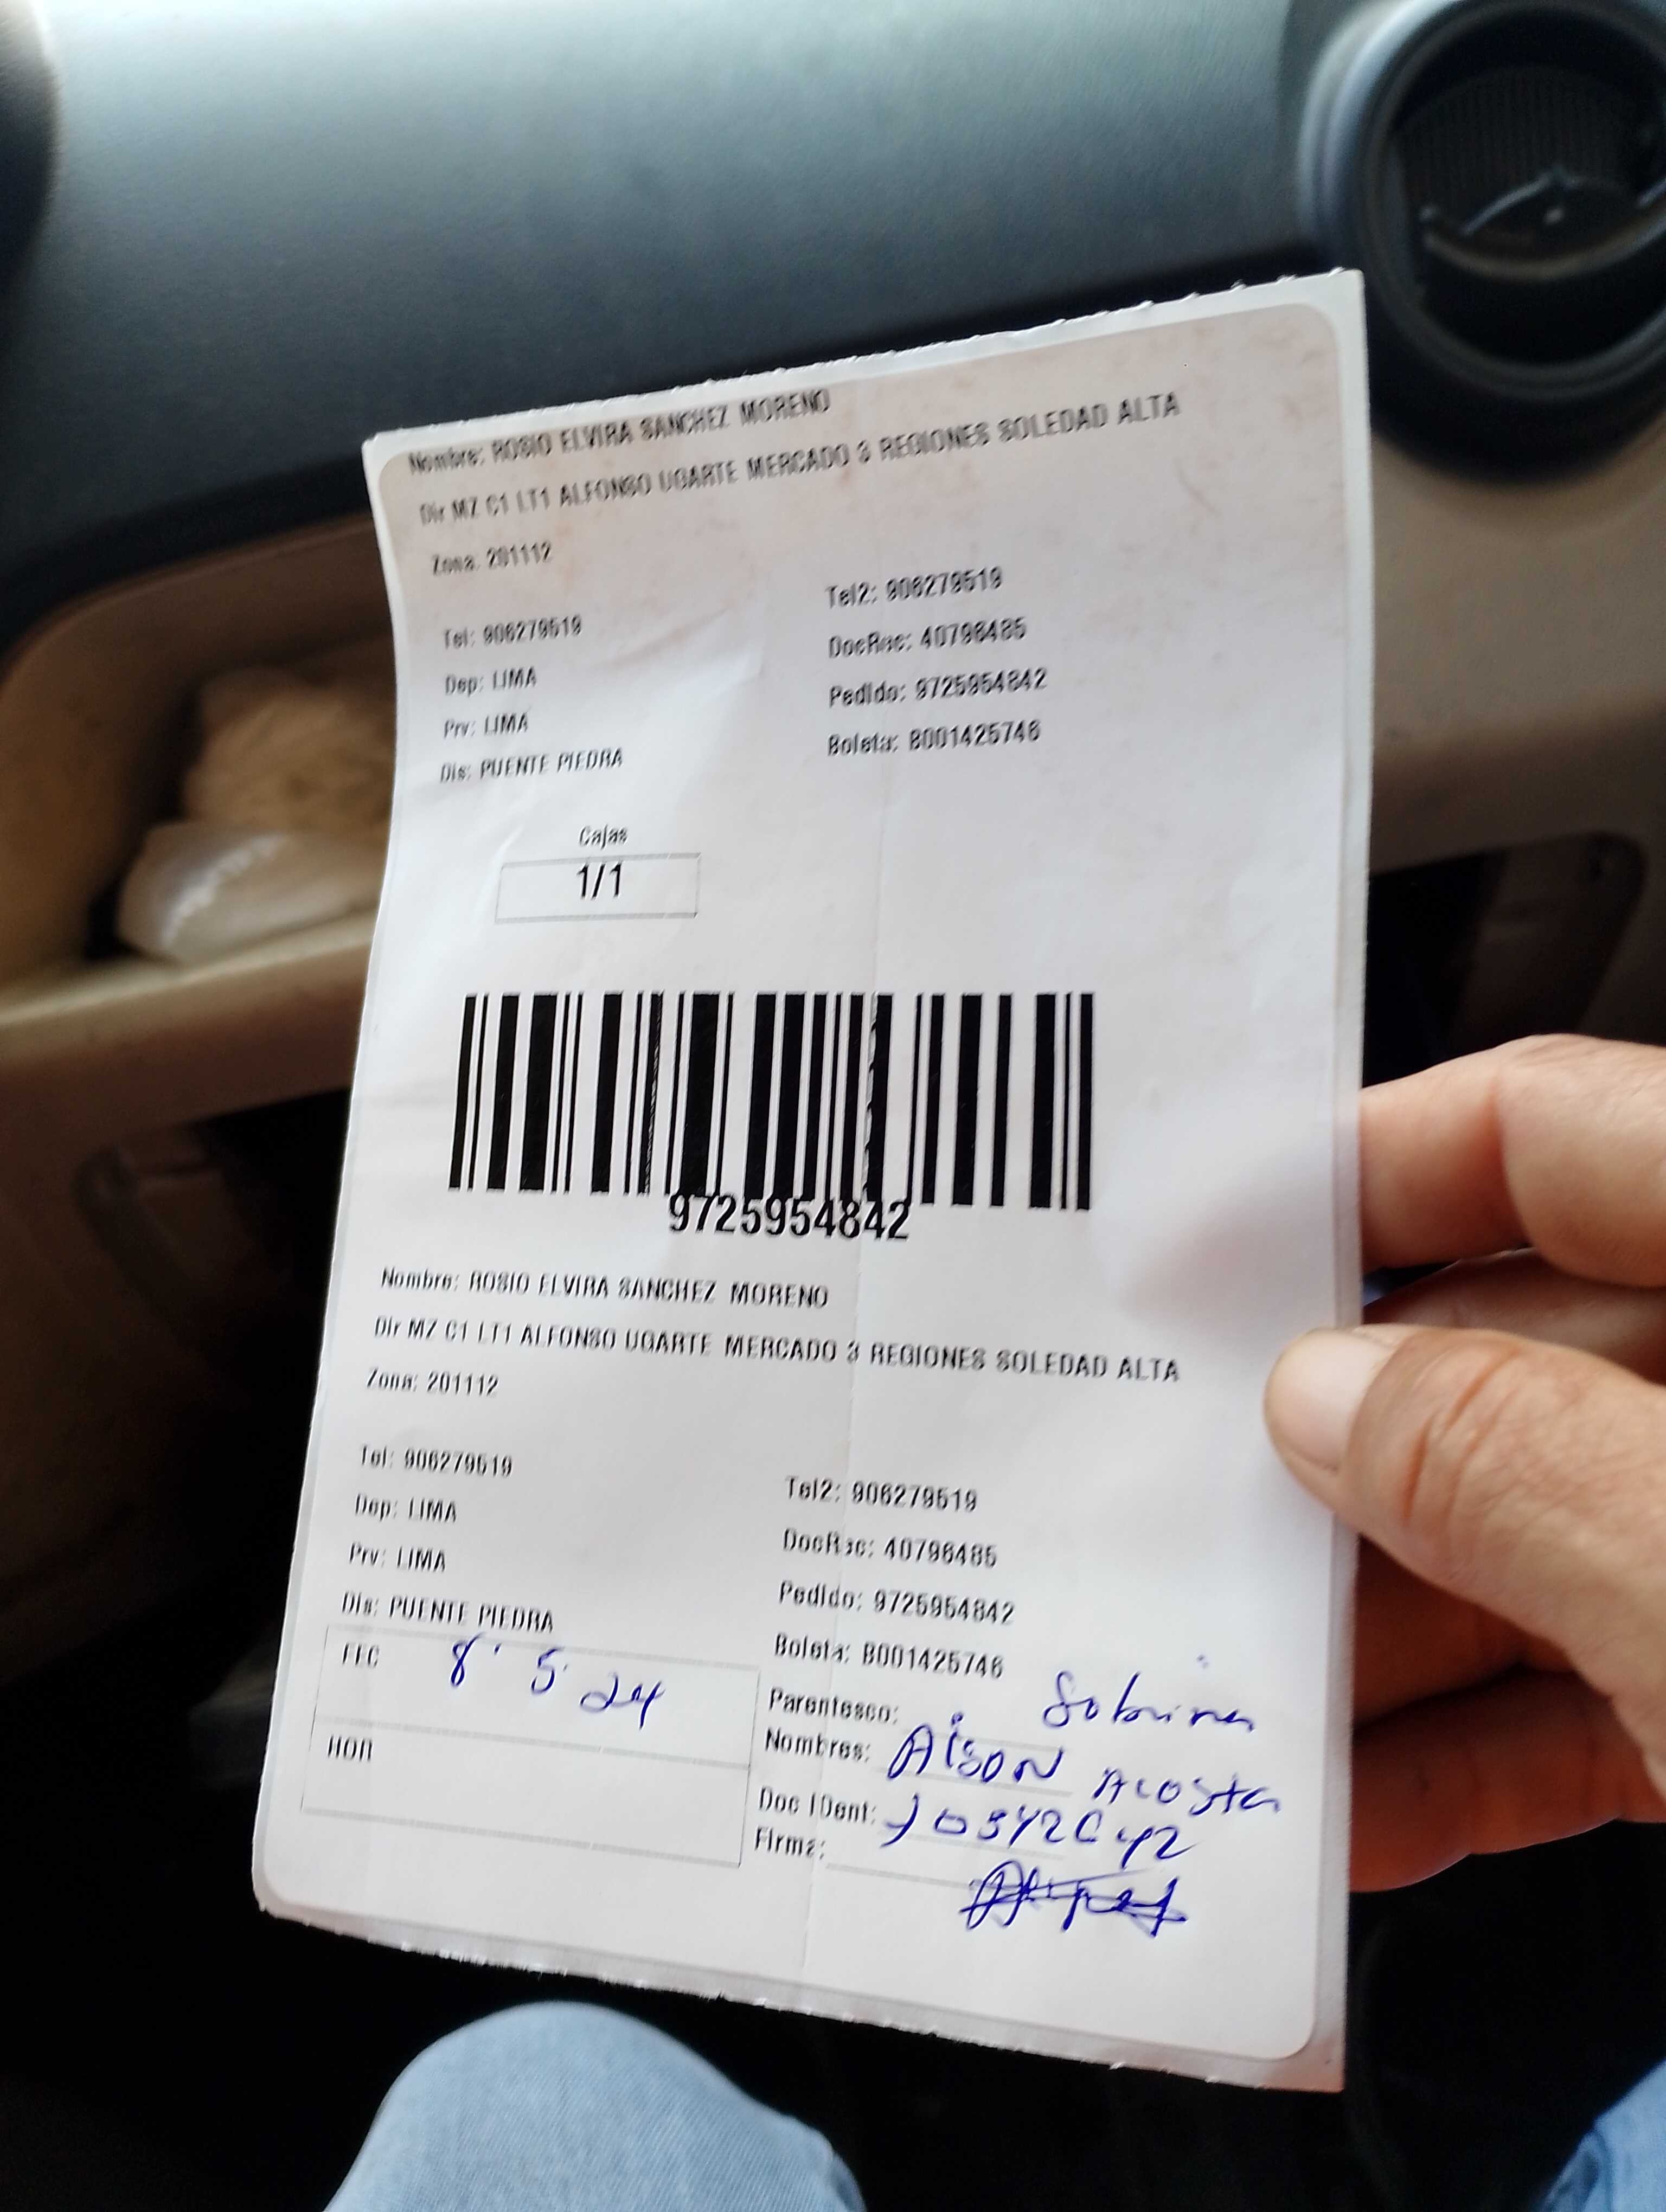 Nombre: ROSIO ELVIRA SANCHEZ MORENO
Dir MZ C1 LT1 ALFONSO UGARTE MERCADO 3 REGIONES SOLEDAD ALTA
Zona: 201112
Tel: 906279519 Tel2: 906279519
Dep: LIMA DocRec: 40796485
Prv: LIMA Pedido: 9725954842
Dis: PUENTE PIEDRA Boleta: B001425746
Cajas
1/1
9725954842
Nombre: ROSIO ELVIRA SANCHEZ MORENO
Dir MZ C1 LT1 ALFONSO UGARTE MERCADO 3 REGIONES SOLEDAD ALTA
Zona: 201112
Tel: 906279519 Tel2: 906279519
Dep: LIMA DocRec: 40796485
Prv: LIMA Pedido: 9725954842
Dis: PUENTE PIEDRA Boleta: B001425746
FEC 8 5 24
HOR
Parentesco: Sobrina
Nombres: Alson Acosta
Doc IDent:
Firma: